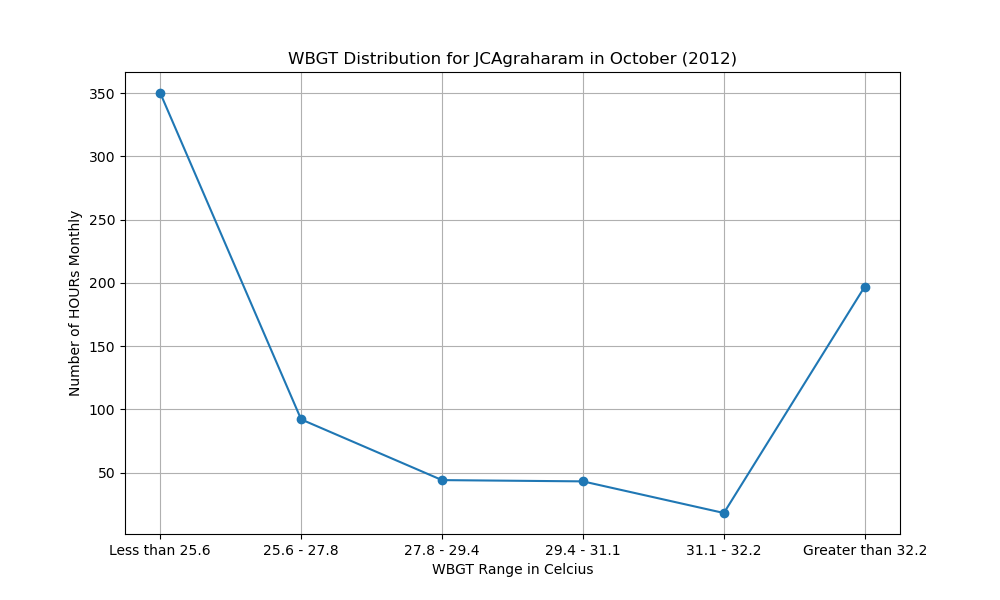 WBGT Distribution for JCAgraharam in October (2012)
Number of HOURs Monthly
350
300
250
200
150
100
50
Less than 25.6
25.6 - 27.8
27.8 - 29.4
29.4 - 31.1
31.1 - 32.2
Greater than 32.2
WBGT Range in Celcius